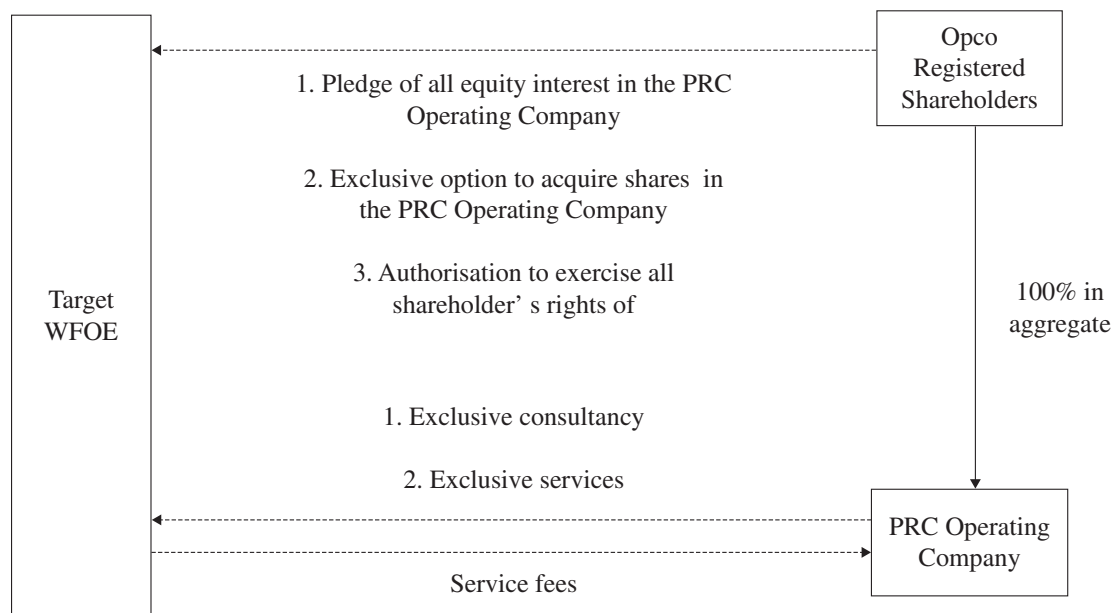 Opco
Registered
Shareholders
1. Pledge of all equity interest in the PRC
Operating Company
2. Exclusive option to acquire shares in
the PRC Operating Company
3. Authorisation to exercise all
shareholder’ s rights of
Target
WFOE
100% in
aggregate
1. Exclusive consultancy
2. Exclusive services
PRC Operating
Company
Service fees